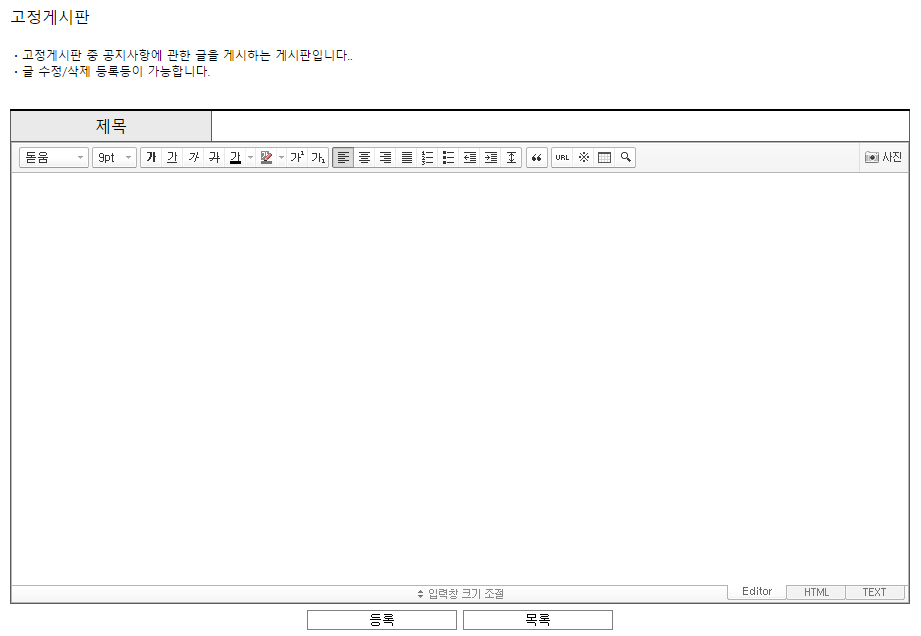 고정게시판
· 고정게시판 중 공지사항에 관한 글을 게시하는 게시판입니다..
· 글 수정/삭제 등록등이 가능합니다.
제목
돋움 9pt 가 가 가 가 가 가¹ 가₁ “ URL ※ 사진
입력창 크기 조절 Editor HTML TEXT
등록 목록